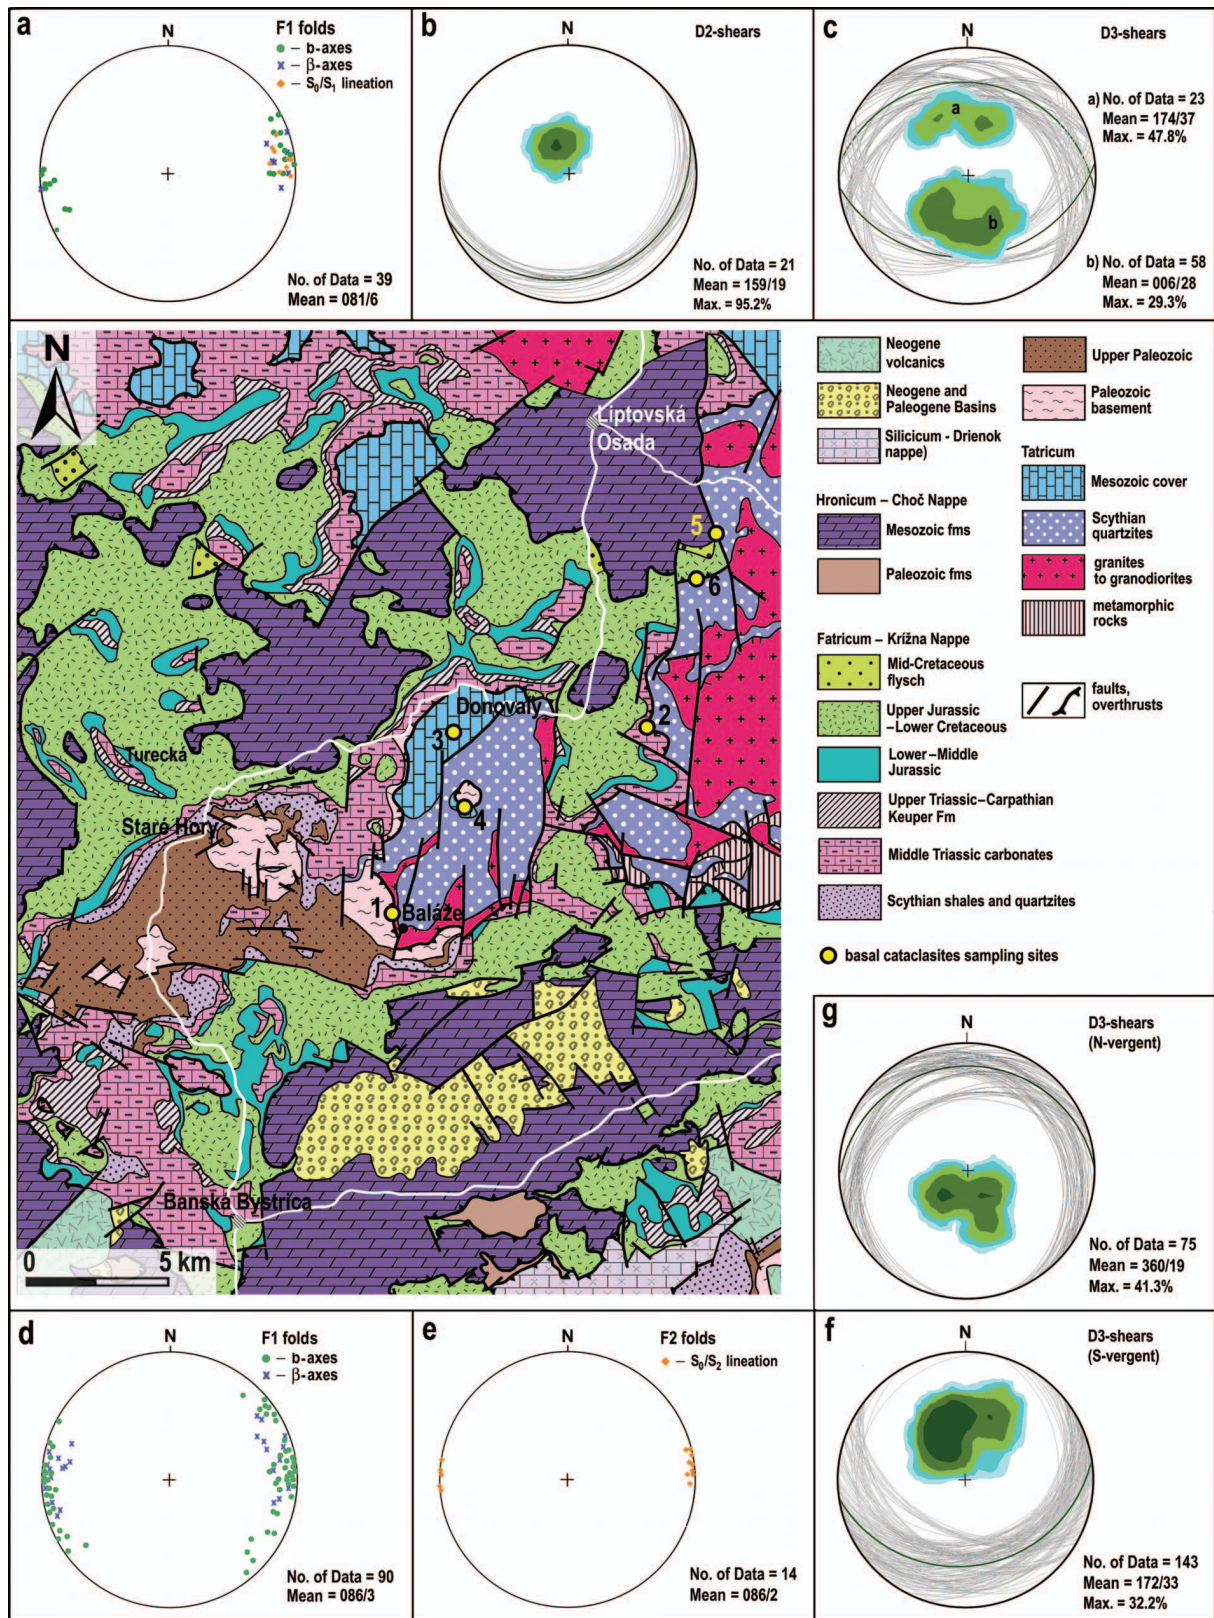 a
N
F1 folds
– b-axes
– β-axes
– S0/S1 lineation
No. of Data = 39
Mean = 081/6
b
N
D2-shears
No. of Data = 21
Mean = 159/19
Max. = 95.2%
c
N
D3-shears
a
b
a) No. of Data = 23
Mean = 174/37
Max. = 47.8%
b) No. of Data = 58
Mean = 006/28
Max. = 29.3%
N
Liptovská
Osada
5
6
Donovaly
3
2
Turecká
4
Staré Hory
1
Baláže
Banská Bystrica
0 5 km
Neogene
volcanics
Neogene and
Paleogene Basins
Silicicum - Drienok
nappe)
Hronicum – Choč Nappe
Mesozoic fms
Paleozoic fms
Fatricum – Krížna Nappe
Mid-Cretaceous
flysch
Upper Jurassic
–Lower Cretaceous
Lower–Middle
Jurassic
Upper Triassic–Carpathian
Keuper Fm
Middle Triassic carbonates
Scythian shales and quartzites
basal cataclasites sampling sites
Upper Paleozoic
Paleozoic
basement
Tatricum
Mesozoic cover
Scythian
quartzites
granites
to granodiorites
metamorphic
rocks
faults,
overthrusts
g
N
D3-shears
(N-vergent)
No. of Data = 75
Mean = 360/19
Max. = 41.3%
d
N
F1 folds
– b-axes
– β-axes
No. of Data = 90
Mean = 086/3
e
N
F2 folds
– S0/S2 lineation
No. of Data = 14
Mean = 086/2
f
N
D3-shears
(S-vergent)
No. of Data = 143
Mean = 172/33
Max. = 32.2%